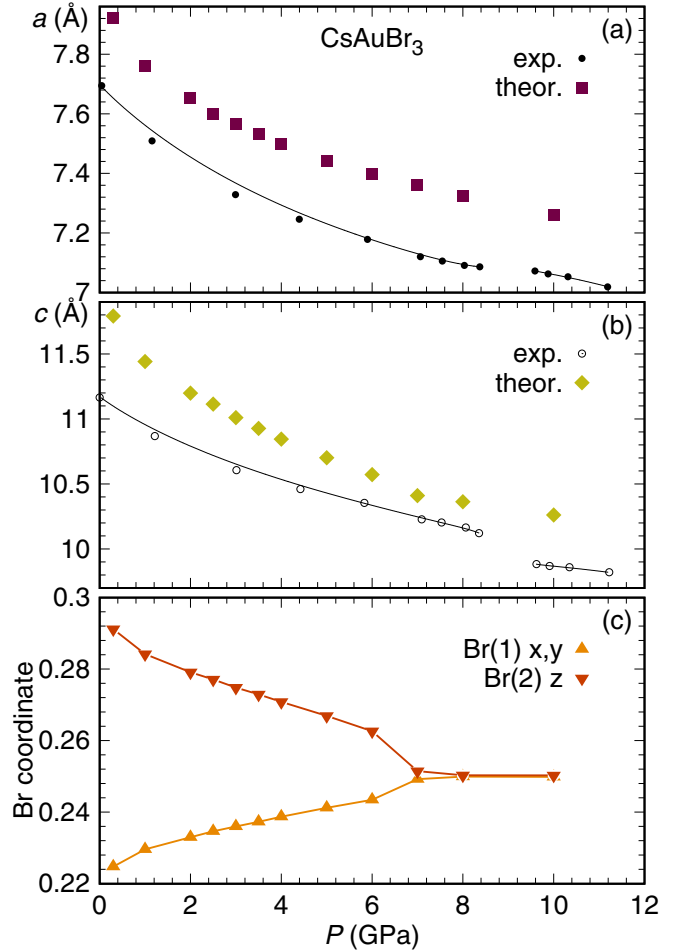 a (Å)
CsAuBr3
(a)
exp.
theor.
7.8
7.6
7.4
7.2
7
c (Å)
(b)
exp.
theor.
11.5
11
10.5
10
0.3
(c)
Br(1) x,y
Br(2) z
0.28
0.26
0.24
0.22
Br coordinate
0 2 4 6 8 10 12
P (GPa)